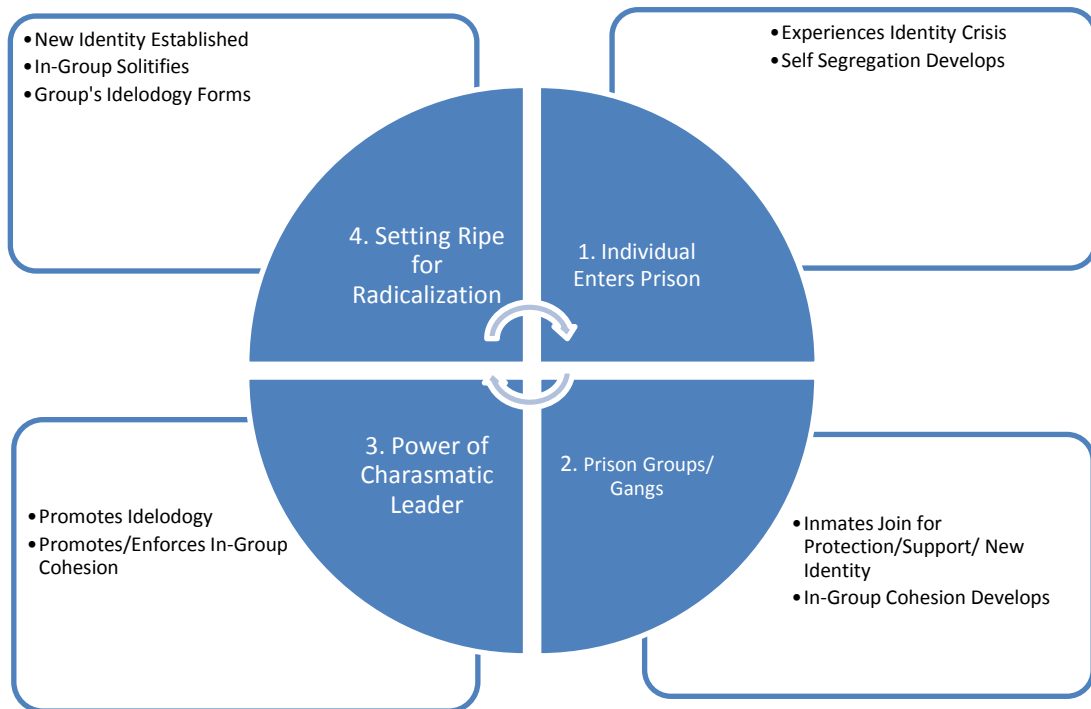 •New Identity Established
•In-Group Solitifies
•Group's Idelodogy Forms
•Experiences Identity Crisis
•Self Segregation Develops
4. Setting Ripe
for
Radicalization
1. Individual
Enters Prison
3. Power of
Charasmatic
Leader
2. Prison Groups/
Gangs
•Promotes Idelodogy
•Promotes/Enforces In-Group
Cohesion
•Inmates Join for
Protection/Support/ New
Identity
•In-Group Cohesion Develops